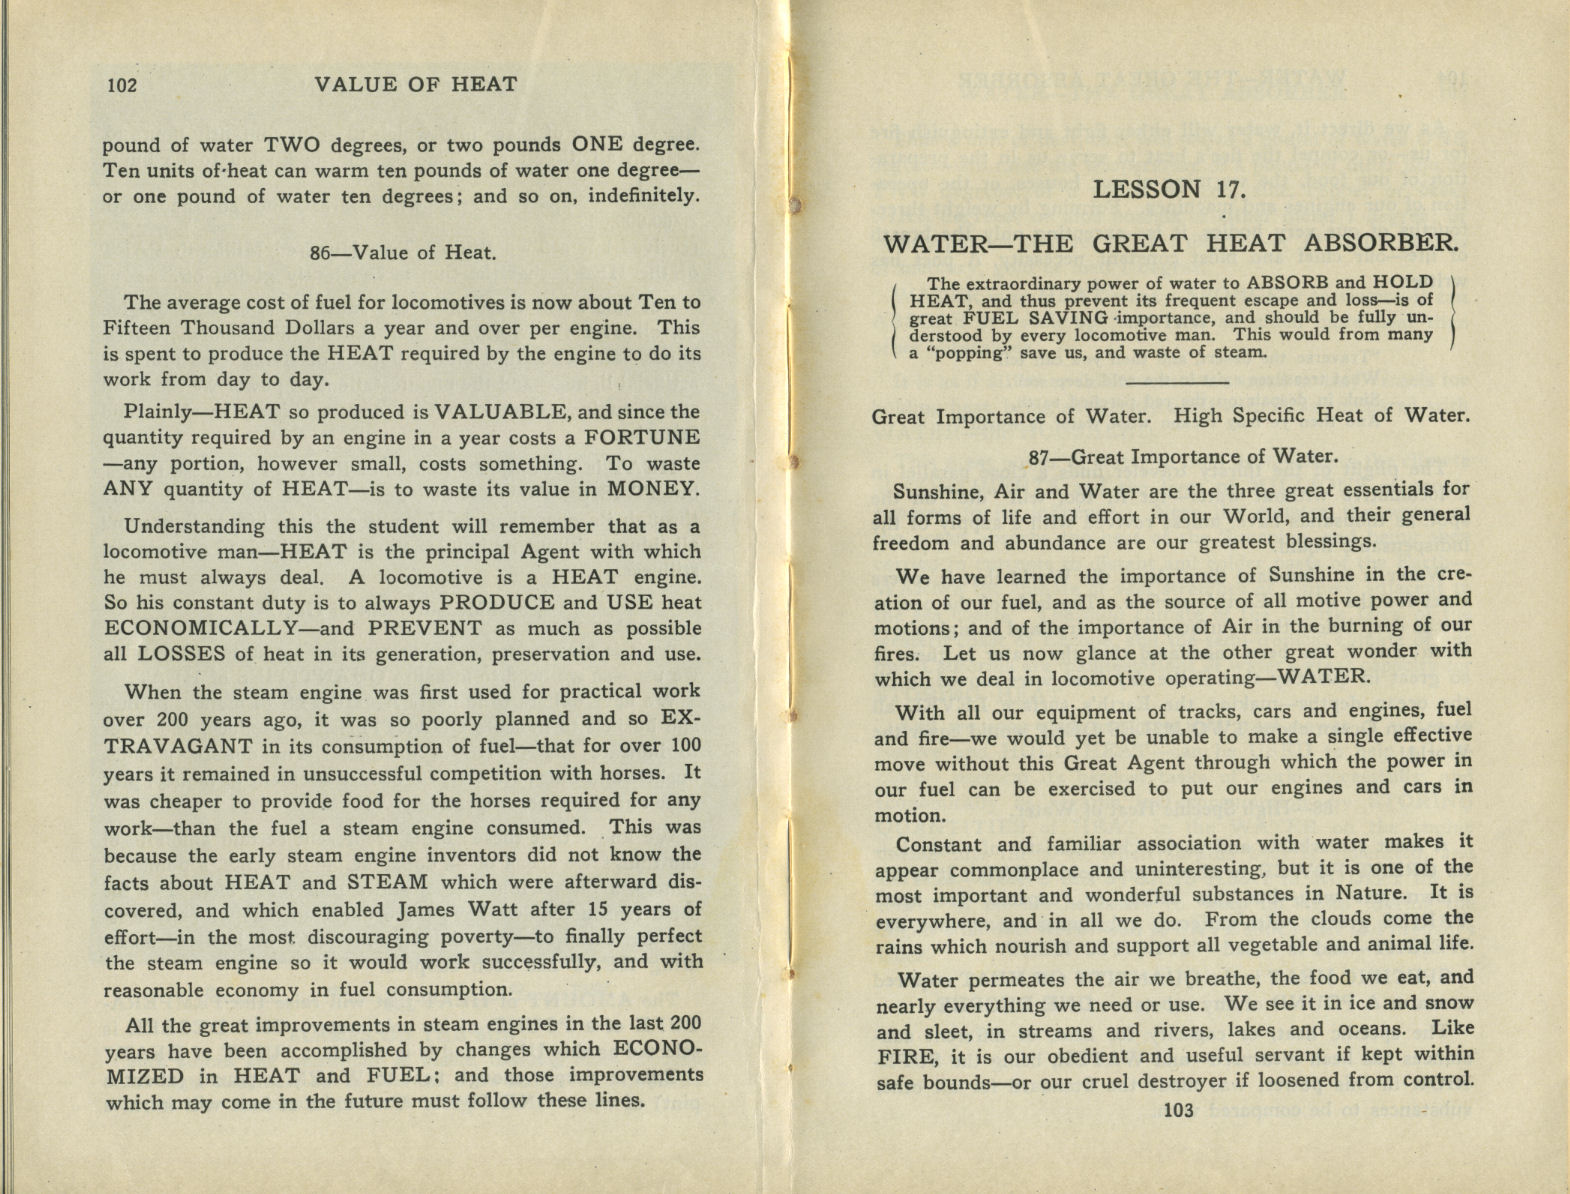 102
VALUE OF HEAT
pound of water TWO degrees, or two pounds ONE degree.
Ten units of heat can warm ten pounds of water one degree—
or one pound of water ten degrees; and so on, indefinitely.
86—Value of Heat.
The average cost of fuel for locomotives is now about Ten to
Fifteen Thousand Dollars a year and over per engine. This
is spent to produce the HEAT required by the engine to do its
work from day to day.
Plainly—HEAT so produced is VALUABLE, and since the
quantity required by an engine in a year costs a FORTUNE
—any portion, however small, costs something. To waste
ANY quantity of HEAT—is to waste its value in MONEY.
Understanding this the student will remember that as a
locomotive man—HEAT is the principal Agent with which
he must always deal. A locomotive is a HEAT engine.
So his constant duty is to always PRODUCE and USE heat
ECONOMICALLY—and PREVENT as much as possible
all LOSSES of heat in its generation, preservation and use.
When the steam engine was first used for practical work
over 200 years ago, it was so poorly planned and so EX-
TRAVAGANT in its consumption of fuel—that for over 100
years it remained in unsuccessful competition with horses. It
was cheaper to provide food for the horses required for any
work—than the fuel a steam engine consumed. This was
because the early steam engine inventors did not know the
facts about HEAT and STEAM which were afterward dis-
covered, and which enabled James Watt after 15 years of
effort—in the most discouraging poverty—to finally perfect
the steam engine so it would work successfully, and with
reasonable economy in fuel consumption.
All the great improvements in steam engines in the last 200
years have been accomplished by changes which ECONO-
MIZED in HEAT and FUEL; and those improvements
which may come in the future must follow these lines.
LESSON 17.
WATER—THE GREAT HEAT ABSORBER.
The extraordinary power of water to ABSORB and HOLD
HEAT, and thus prevent its frequent escape and loss—is of
great FUEL SAVING importance, and should be fully un-
derstood by every locomotive man. This would from many
a "popping" save us, and waste of steam.
Great Importance of Water. High Specific Heat of Water.
87—Great Importance of Water.
Sunshine, Air and Water are the three great essentials for
all forms of life and effort in our World, and their general
freedom and abundance are our greatest blessings.
We have learned the importance of Sunshine in the cre-
ation of our fuel, and as the source of all motive power and
motions; and of the importance of Air in the burning of our
fires. Let us now glance at the other great wonder with
which we deal in locomotive operating—WATER.
With all our equipment of tracks, cars and engines, fuel
and fire—we would yet be unable to make a single effective
move without this Great Agent through which the power in
our fuel can be exercised to put our engines and cars in
motion.
Constant and familiar association with water makes it
appear commonplace and uninteresting, but it is one of the
most important and wonderful substances in Nature. It is
everywhere, and in all we do. From the clouds come the
rains which nourish and support all vegetable and animal life.
Water permeates the air we breathe, the food we eat, and
nearly everything we need or use. We see it in ice and snow
and sleet, in streams and rivers, lakes and oceans. Like
FIRE, it is our obedient and useful servant if kept within
safe bounds—or our cruel destroyer if loosened from control.
103